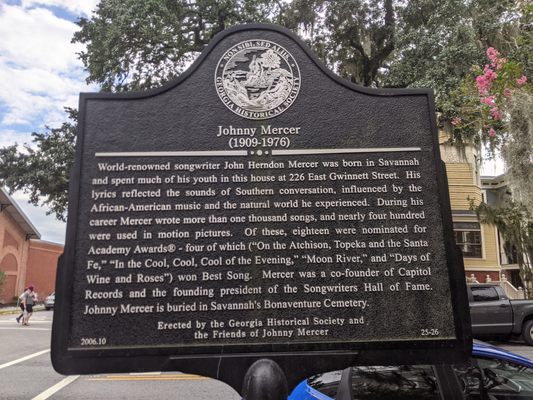 NON SIBI, SED ALIIS
GEORGIA HISTORICAL SOCIETY
Johnny Mercer
(1909-1976)
World-renowned songwriter John Herndon Mercer was born in Savannah
and spent much of his youth in this house at 226 East Gwinnett Street. His
lyrics reflected the sounds of Southern conversation, influenced by the
African-American music and the natural world he experienced. During his
career Mercer wrote more than one thousand songs, and nearly four hundred
were used in motion pictures. Of these, eighteen were nominated for
Academy Awards® - four of which ("On the Atchison, Topeka and the Santa
Fe," "In the Cool, Cool, Cool of the Evening," "Moon River," and "Days of
Wine and Roses") won Best Song. Mercer was a co-founder of Capitol
Records and the founding president of the Songwriters Hall of Fame.
Johnny Mercer is buried in Savannah's Bonaventure Cemetery.
Erected by the Georgia Historical Society and
the Friends of Johnny Mercer
2006.10
25-26